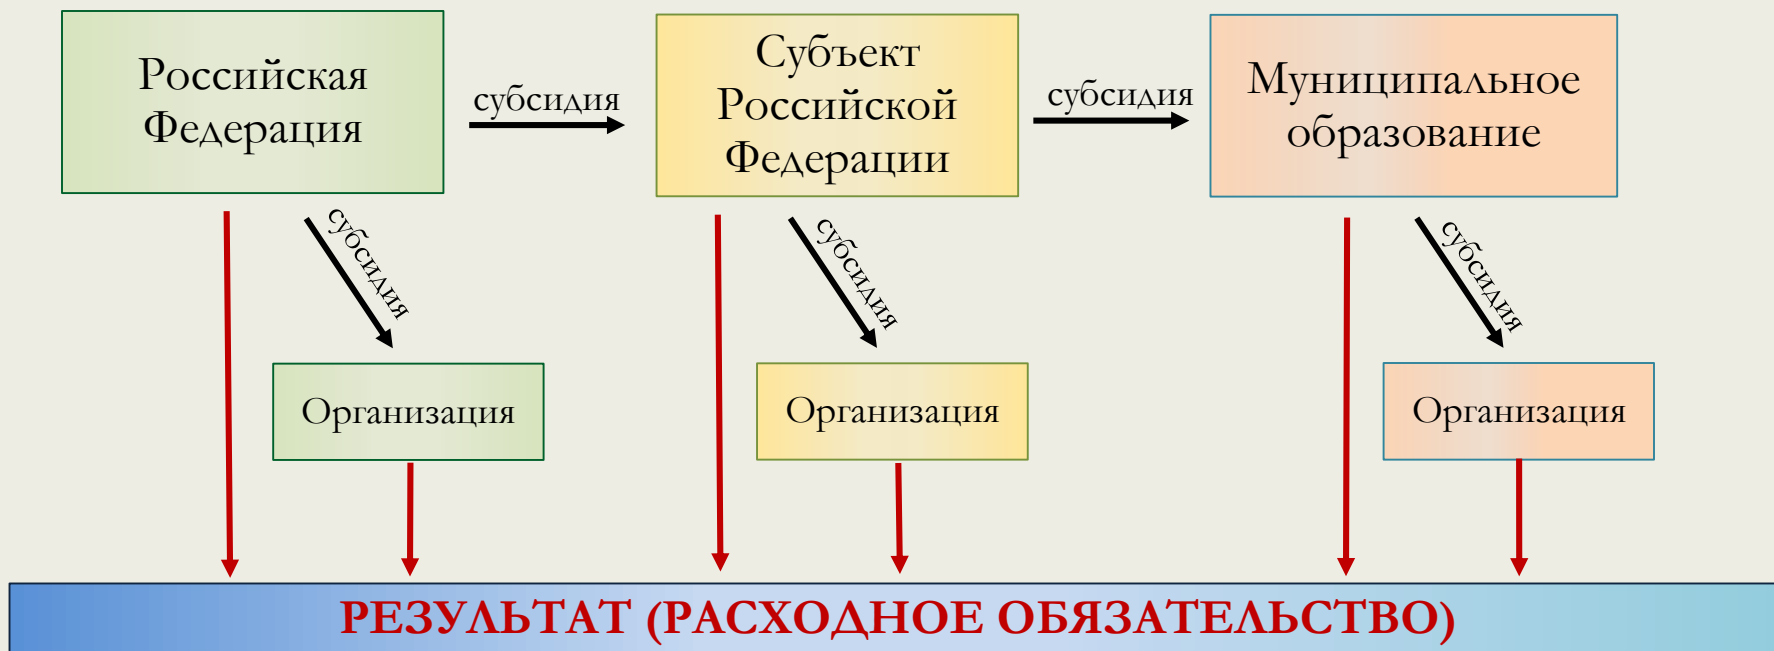 Российская
Федерация
субсидия
Субъект
Российской
Федерации
субсидия
Муниципальное
образование
субсидия
субсидия
субсидия
Организация
Организация
Организация
РЕЗУЛЬТАТ (РАСХОДНОЕ ОБЯЗАТЕЛЬСТВО)